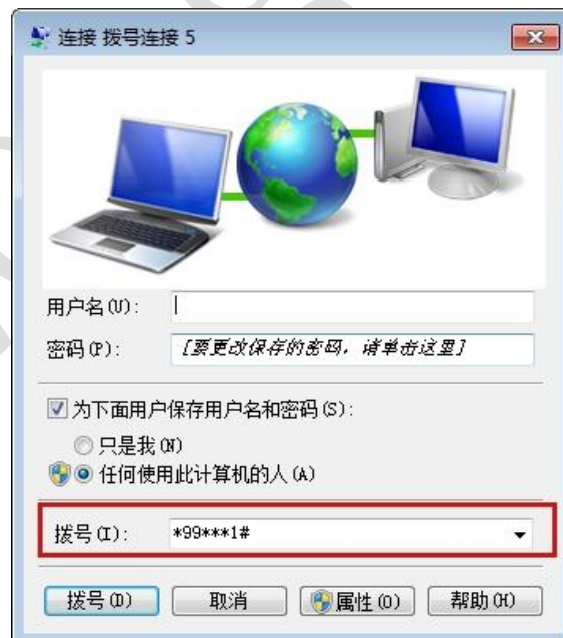 连接 拨号连接 5
用户名(U):
密码(P): [要更改保存的密码，请单击这里]
为下面用户保存用户名和密码(S):
只是我(N)
任何使用此计算机的人(A)
拨号(I): *99***1#
拨号(D) 取消 属性(O) 帮助(H)